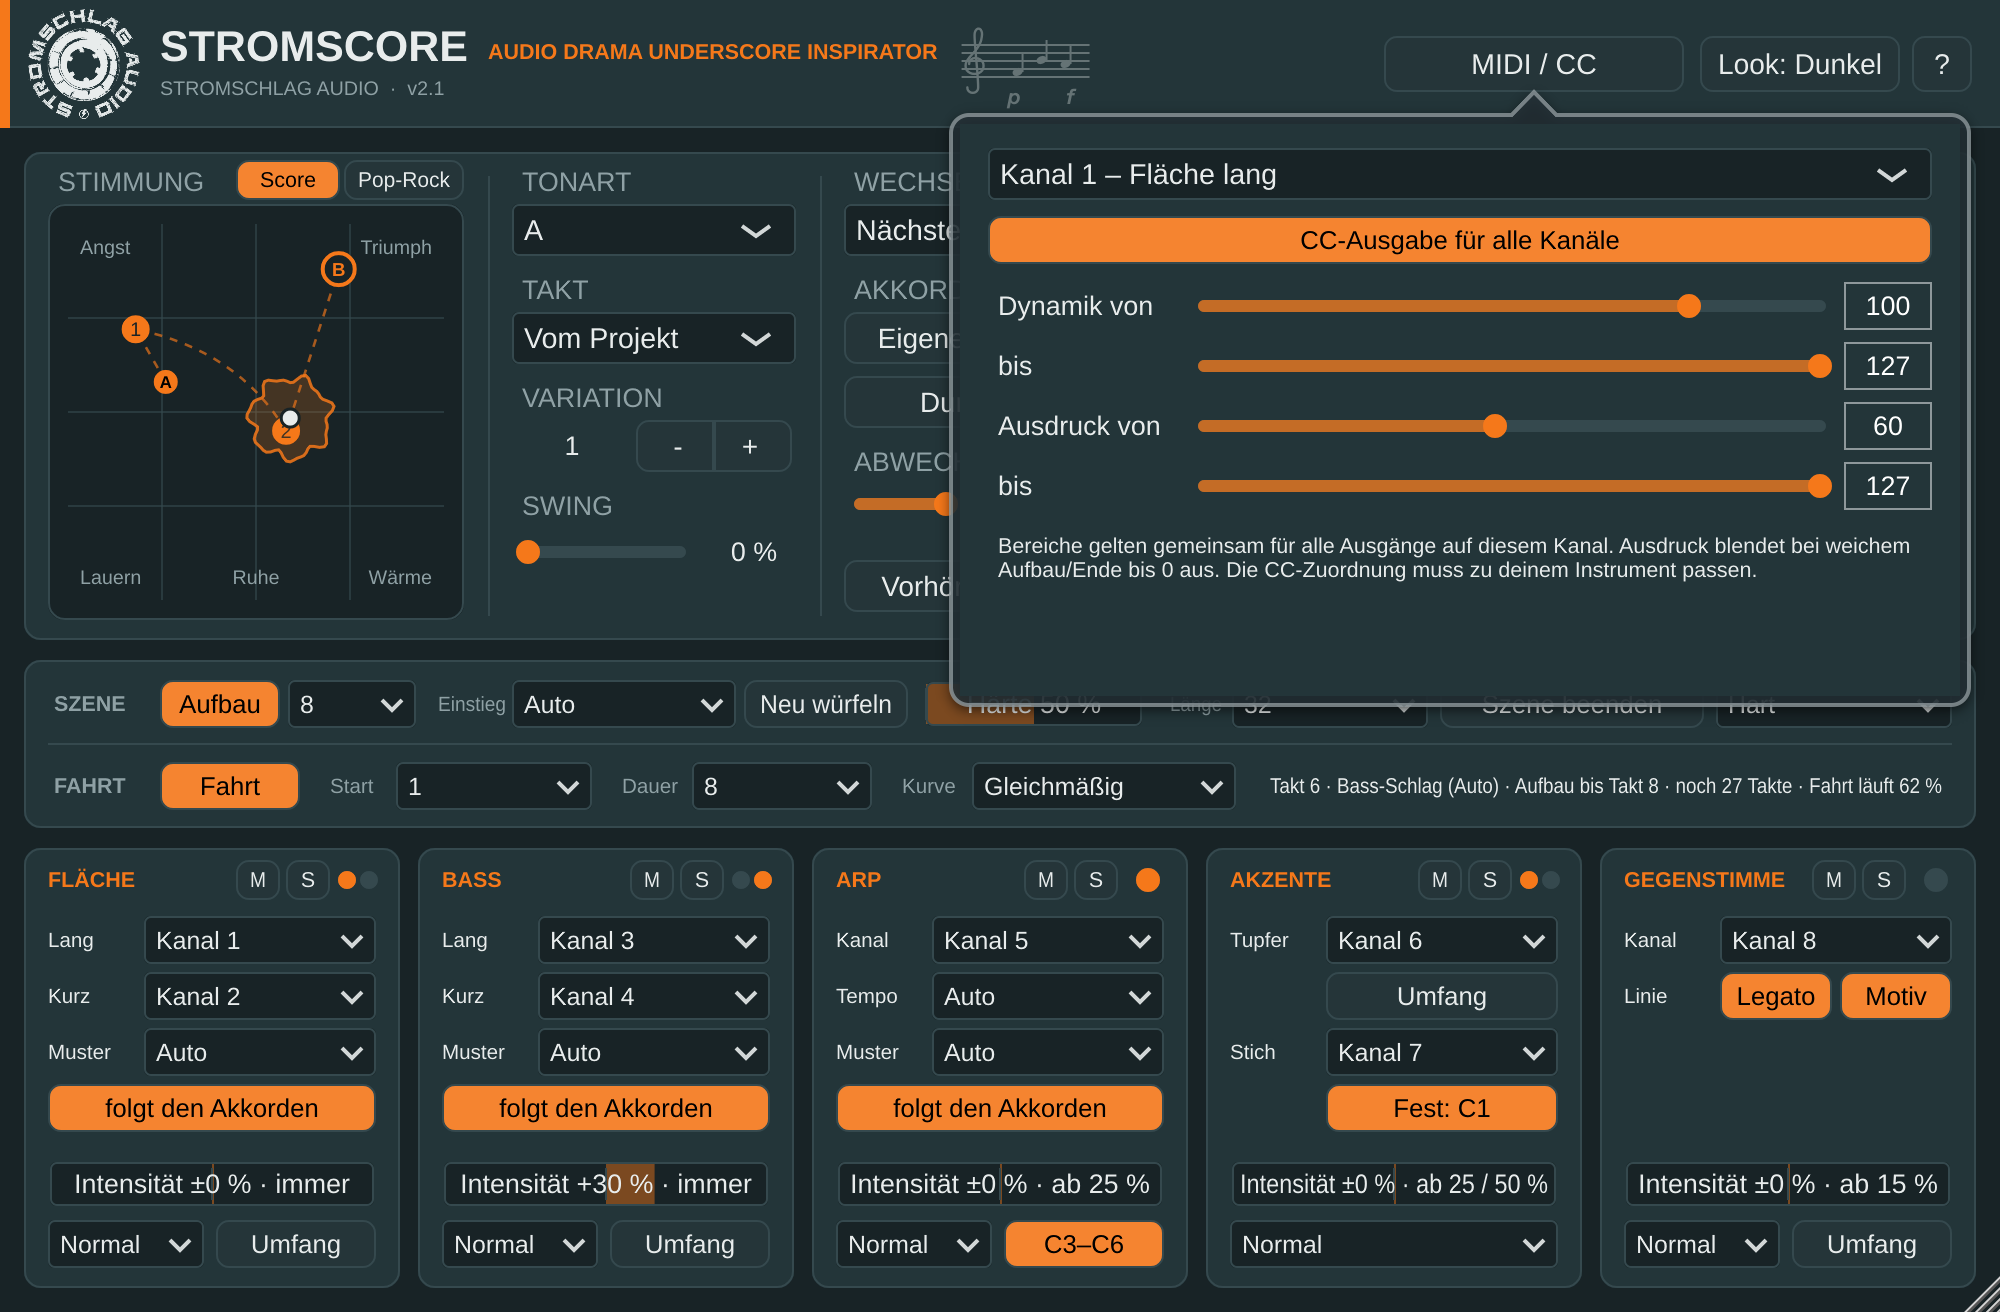 STROMSCHLAG AUDIO
STROMSCORE AUDIO DRAMA UNDERSCORE INSPIRATOR
STROMSCHLAG AUDIO · v2.1
p f
MIDI / CC Look: Dunkel ?
Kanal 1 – Fläche lang
CC-Ausgabe für alle Kanäle
Dynamik von 100
bis 127
Ausdruck von 60
bis 127
Bereiche gelten gemeinsam für alle Ausgänge auf diesem Kanal. Ausdruck blendet bei weichem
Aufbau/Ende bis 0 aus. Die CC-Zuordnung muss zu deinem Instrument passen.
STIMMUNG Score Pop-Rock
Angst Triumph
B
1
A
2
Lauern Ruhe Wärme
TONART
A
TAKT
Vom Projekt
VARIATION
1 - +
SWING
0 %
WECHS
Nächste
AKKOR
Eigen
Du
ABWEC
Vorhö
SZENE Aufbau 8 Einstieg Auto Neu würfeln Härte 50 % Länge 32 Szene beenden Hart
FAHRT Fahrt Start 1 Dauer 8 Kurve Gleichmäßig Takt 6 · Bass-Schlag (Auto) · Aufbau bis Takt 8 · noch 27 Takte · Fahrt läuft 62 %
FLÄCHE M S
Lang Kanal 1
Kurz Kanal 2
Muster Auto
folgt den Akkorden
Intensität ±0 % · immer
Normal Umfang
BASS M S
Lang Kanal 3
Kurz Kanal 4
Muster Auto
folgt den Akkorden
Intensität +30 % · immer
Normal Umfang
ARP M S
Kanal Kanal 5
Tempo Auto
Muster Auto
folgt den Akkorden
Intensität ±0 % · ab 25 %
Normal C3–C6
AKZENTE M S
Tupfer Kanal 6
Umfang
Stich Kanal 7
Fest: C1
Intensität ±0 % · ab 25 / 50 %
Normal
GEGENSTIMME M S
Kanal Kanal 8
Linie Legato Motiv
Intensität ±0 % · ab 15 %
Normal Umfang